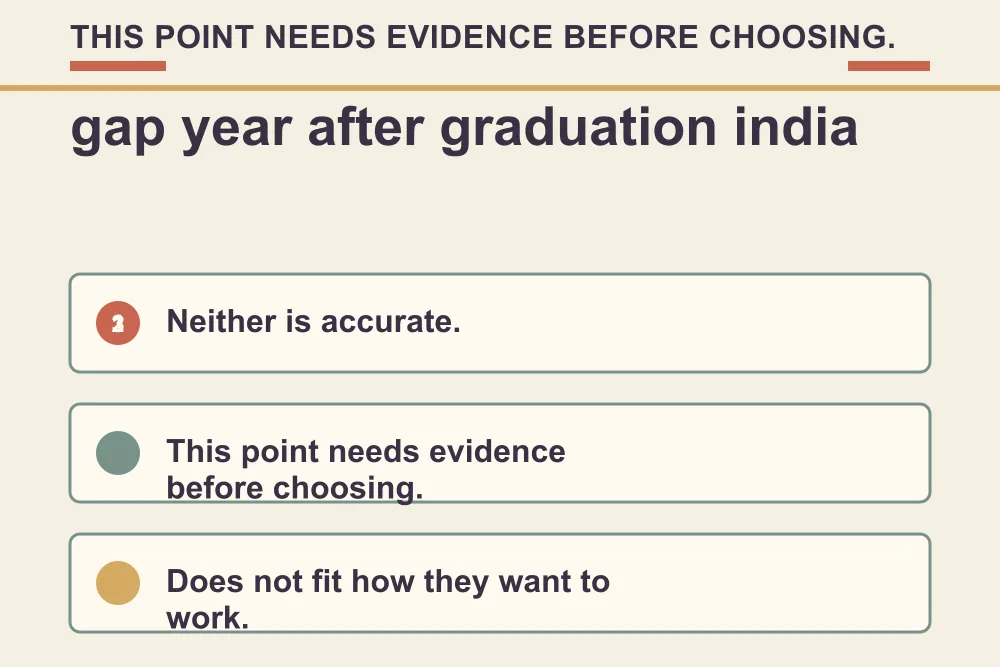 THIS POINT NEEDS EVIDENCE BEFORE CHOOSING.
gap year after graduation india
Neither is accurate.
This point needs evidence
before choosing.
Does not fit how they want to
work.